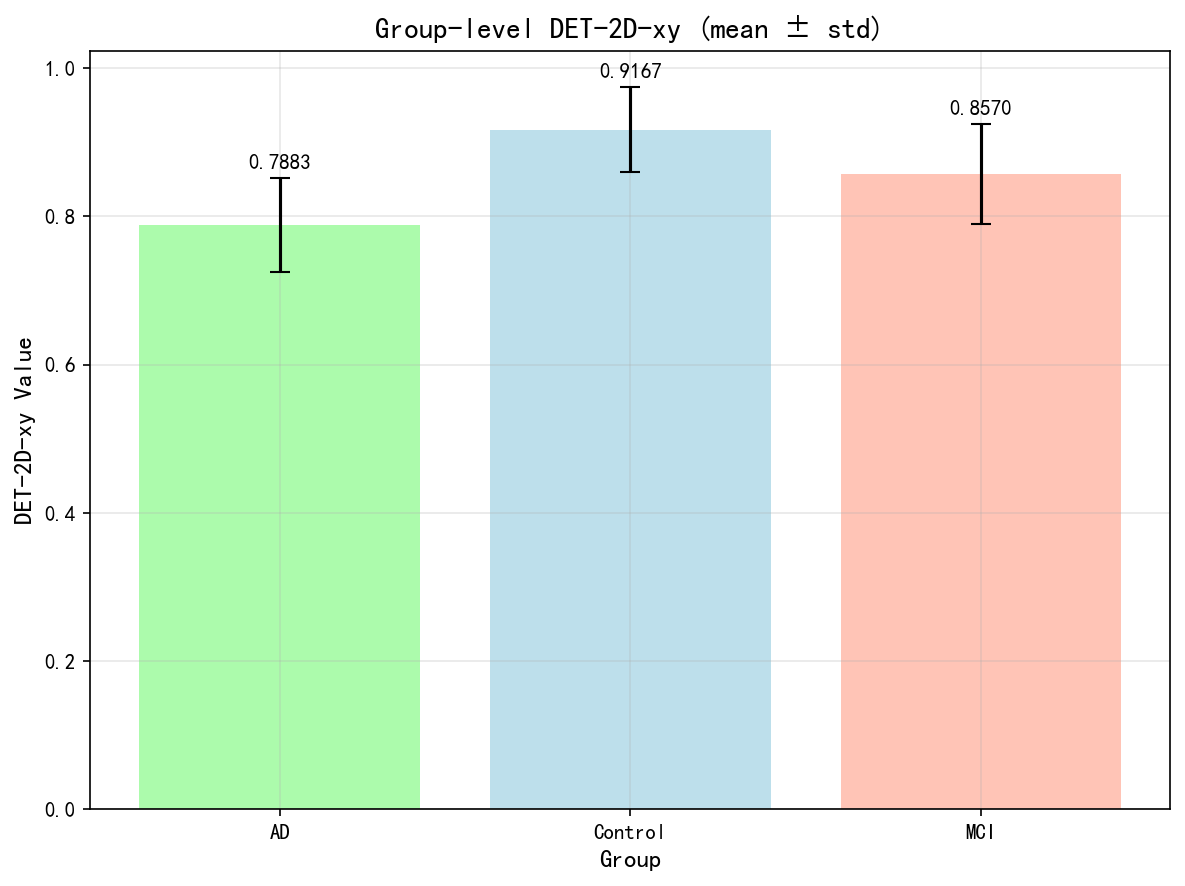 Group-level DET-2D-xy (mean ± std)
DET-2D-xy Value
1.0
0.8
0.6
0.4
0.2
0.0
0.7883
0.9167
0.8570
AD
Control
MCI
Group